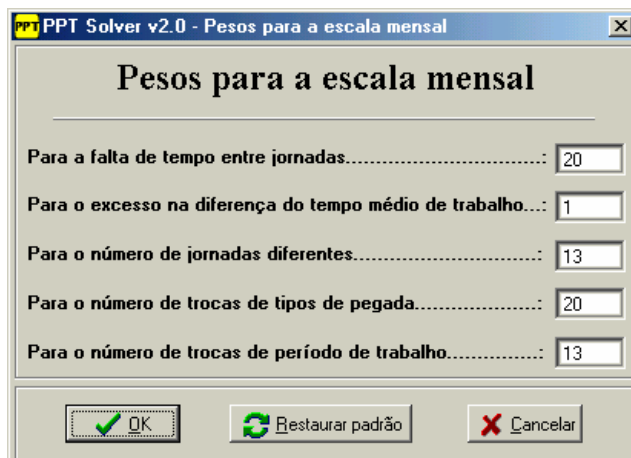 PPT PPT Solver v2.0 - Pesos para a escala mensal
Pesos para a escala mensal
Para a falta de tempo entre jornadas..............................: 20
Para o excesso na diferença do tempo médio de trabalho...: 1
Para o número de jornadas diferentes.............................: 13
Para o número de trocas de tipos de pegada....................: 20
Para o número de trocas de período de trabalho..............: 13
OK Restaurar padrão Cancelar